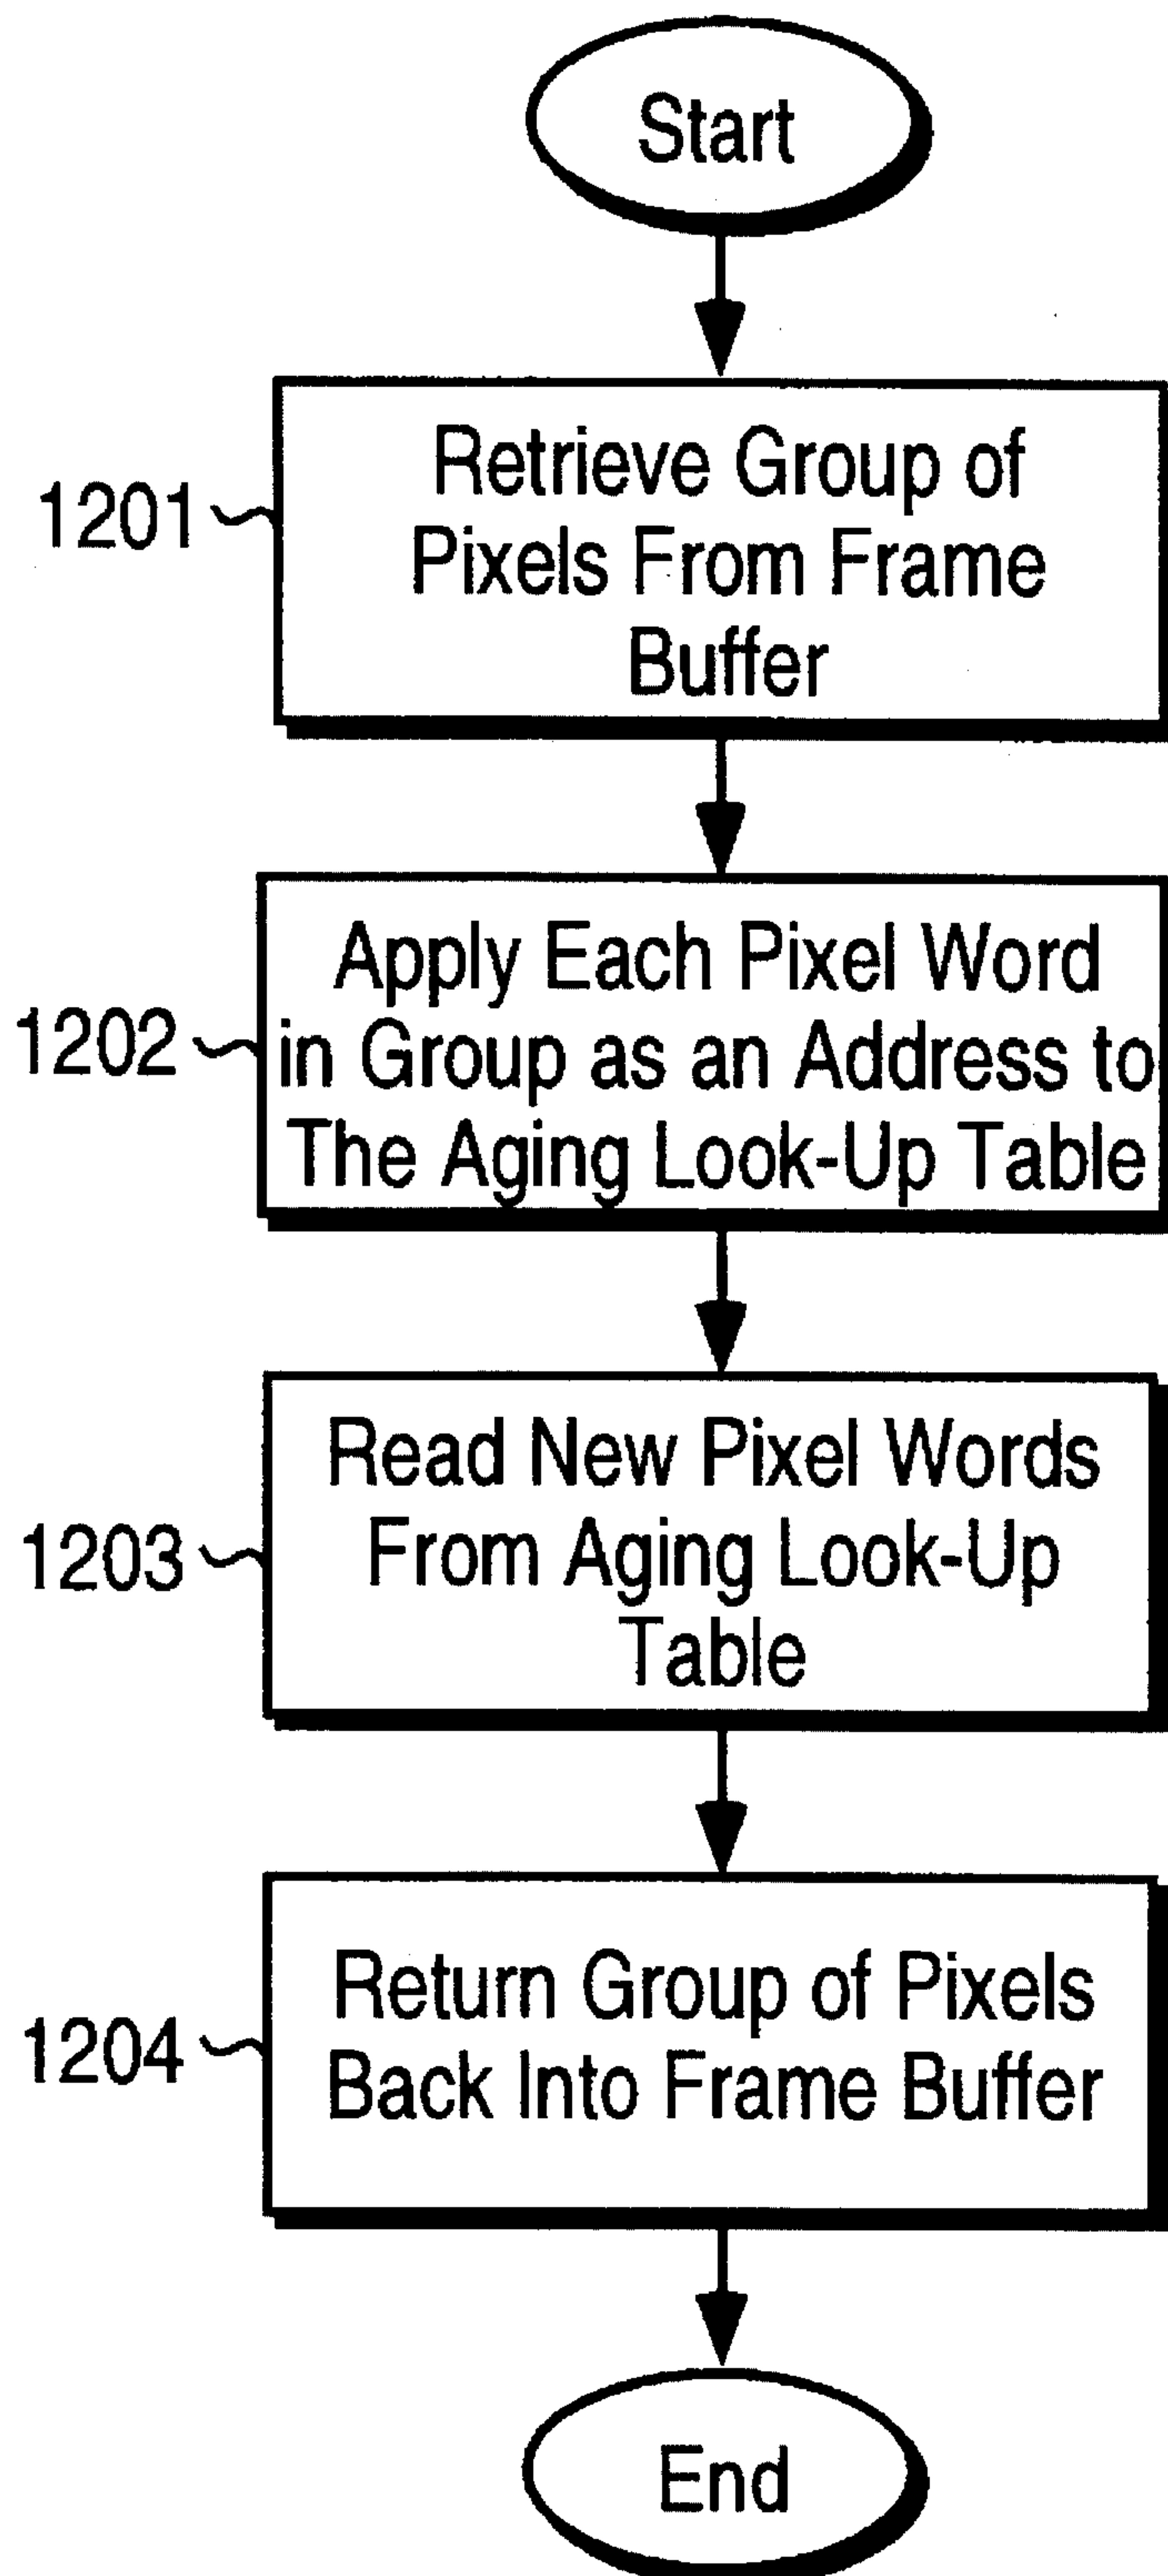 Start
1201
Retrieve Group of
Pixels From Frame
Buffer
1202
Apply Each Pixel Word
in Group as an Address to
The Aging Look-Up Table
1203
Read New Pixel Words
From Aging Look-Up
Table
1204
Return Group of Pixels
Back Into Frame Buffer
End